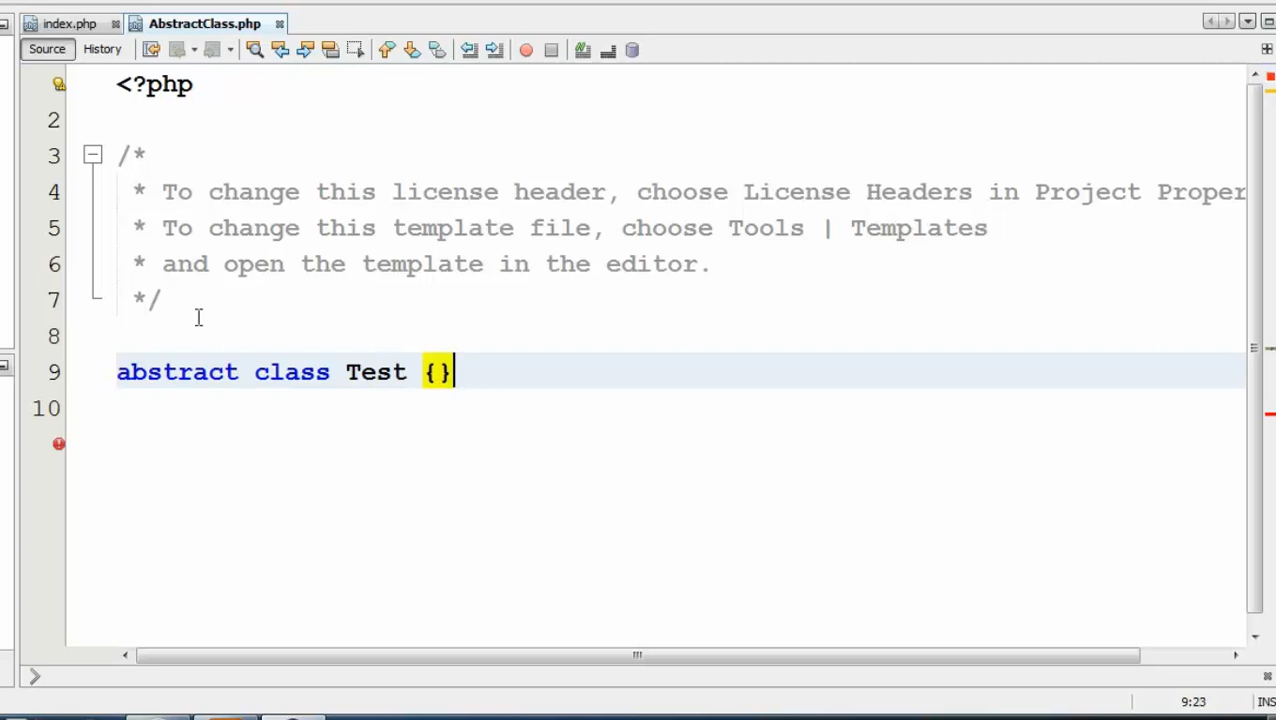 index.php AbstractClass.php
Source History
<?php
2
3 /*
4 * To change this license header, choose License Headers in Project Proper
5 * To change this template file, choose Tools | Templates
6 * and open the template in the editor.
7 */
8
9 abstract class Test {}
10
9:23 INS